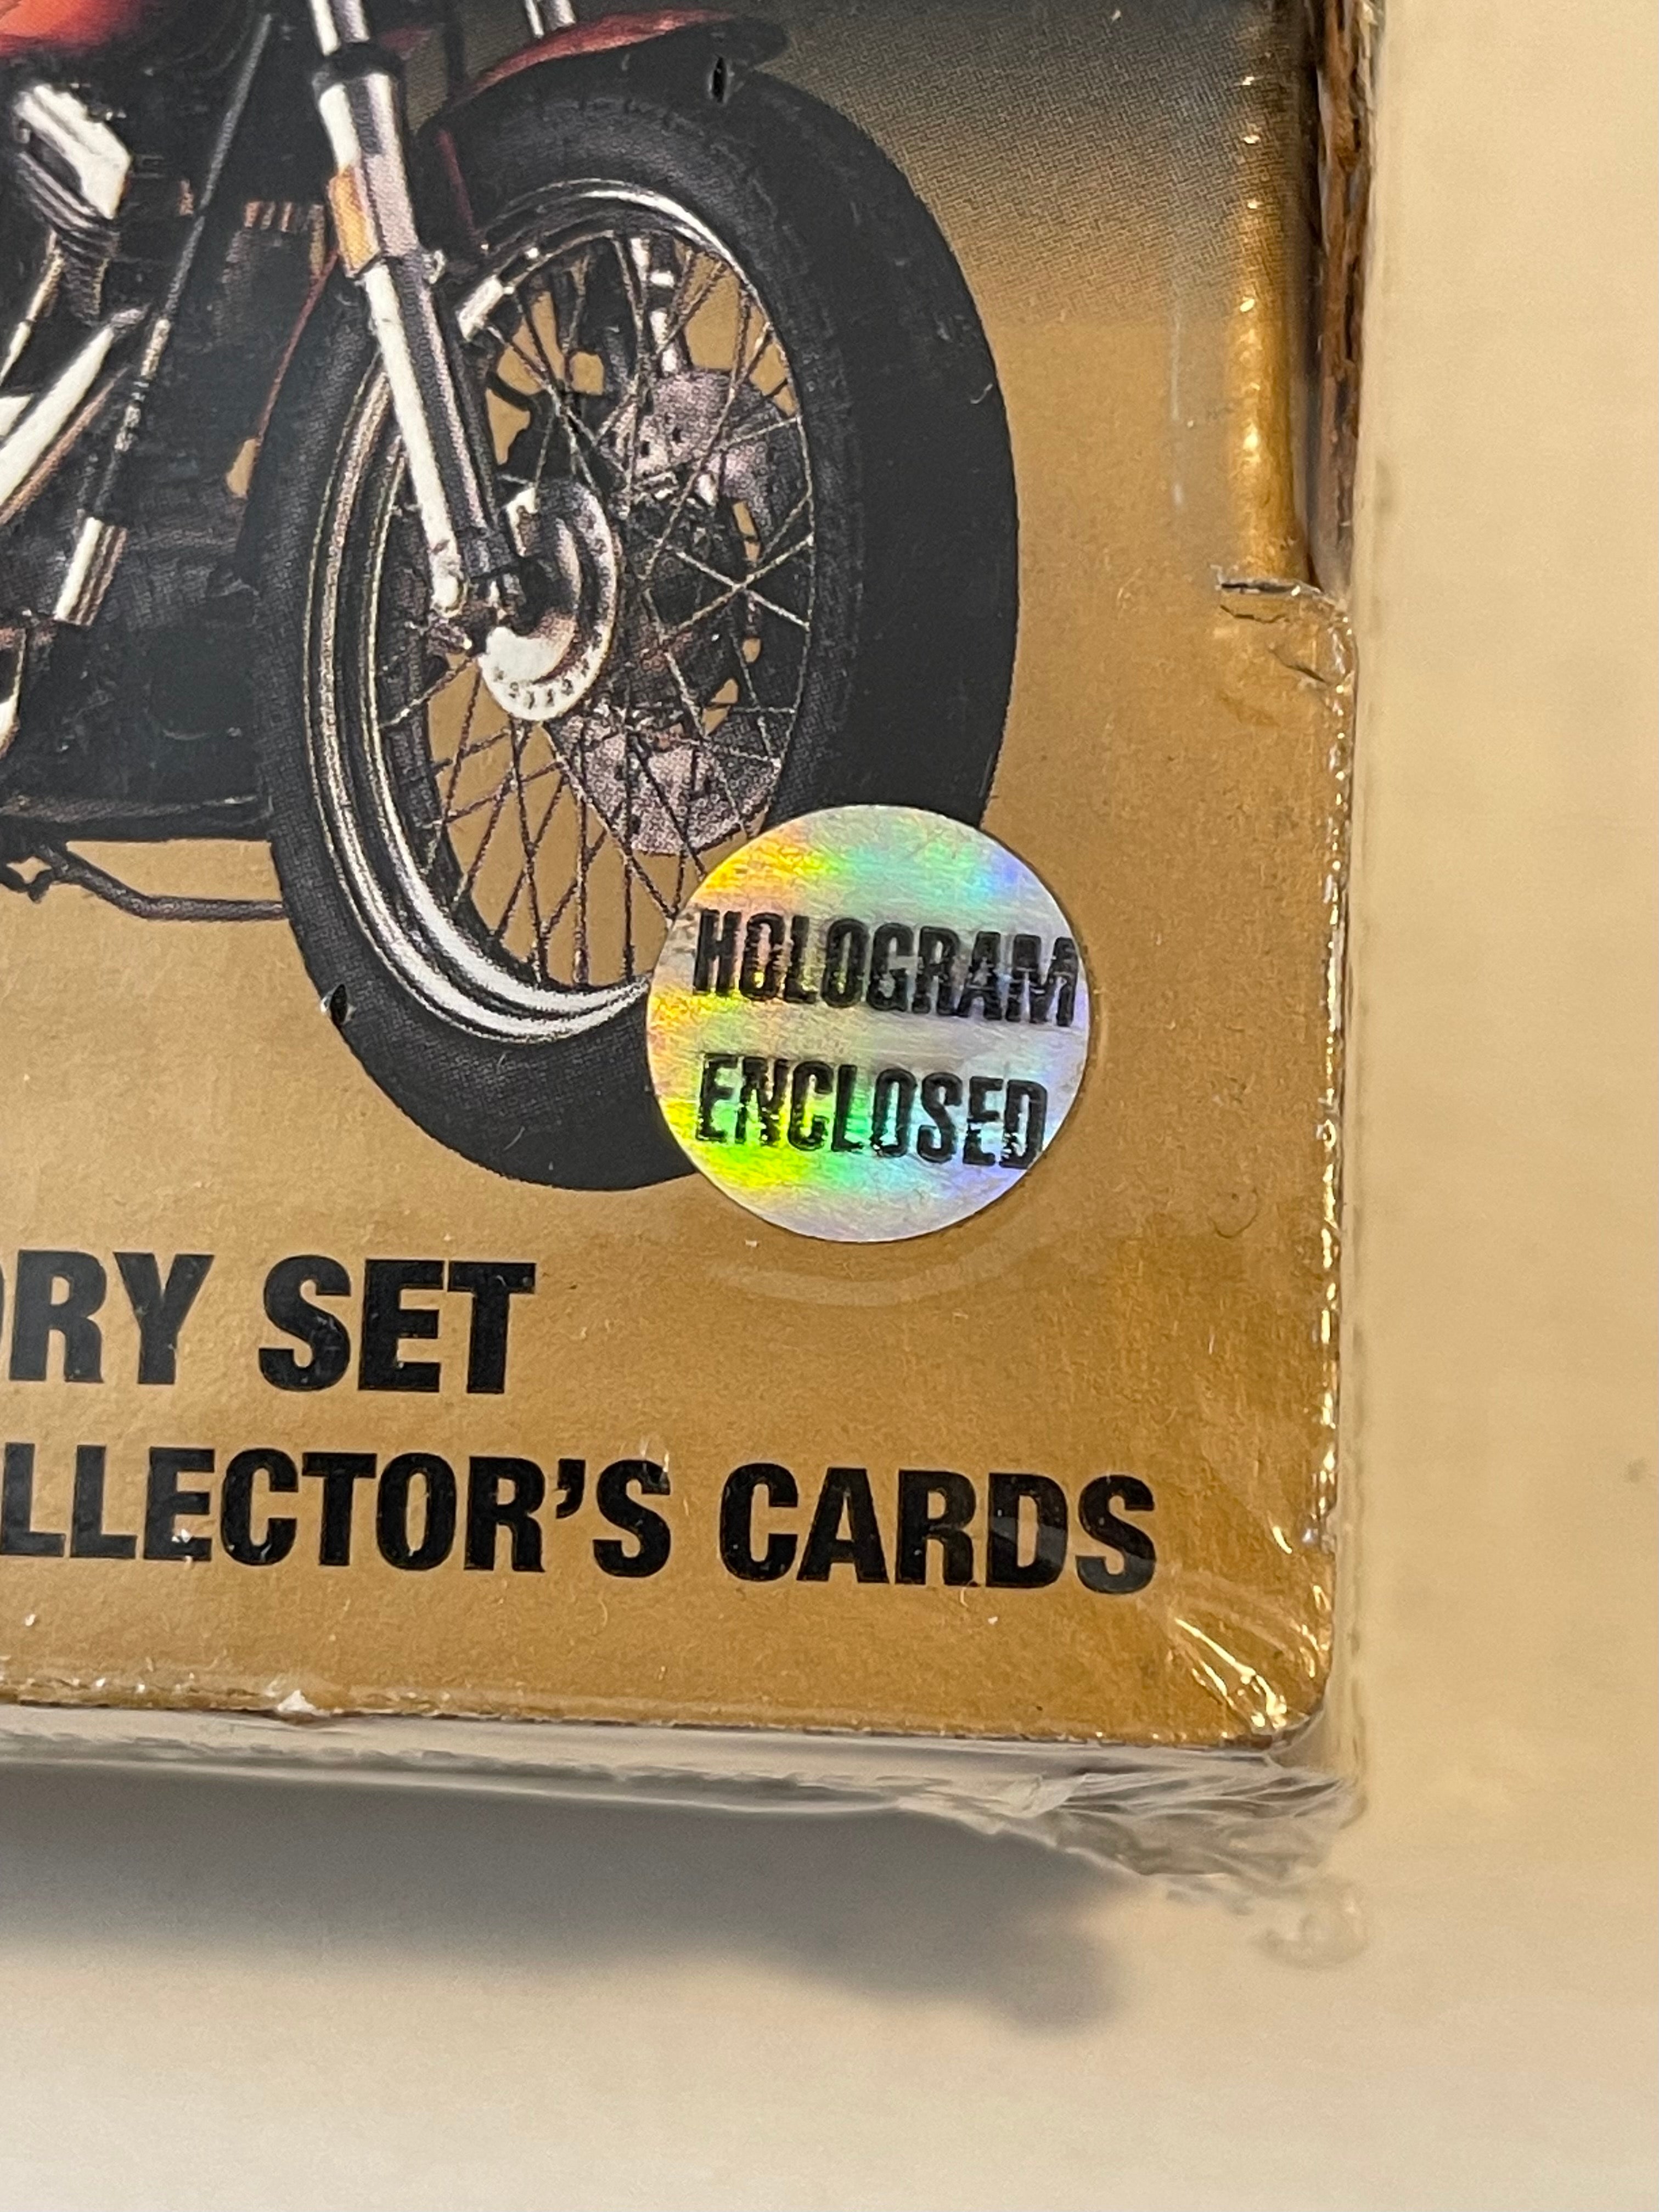 HOLOGRAM
ENCLOSED
ORY SET
LLECTOR'S CARDS